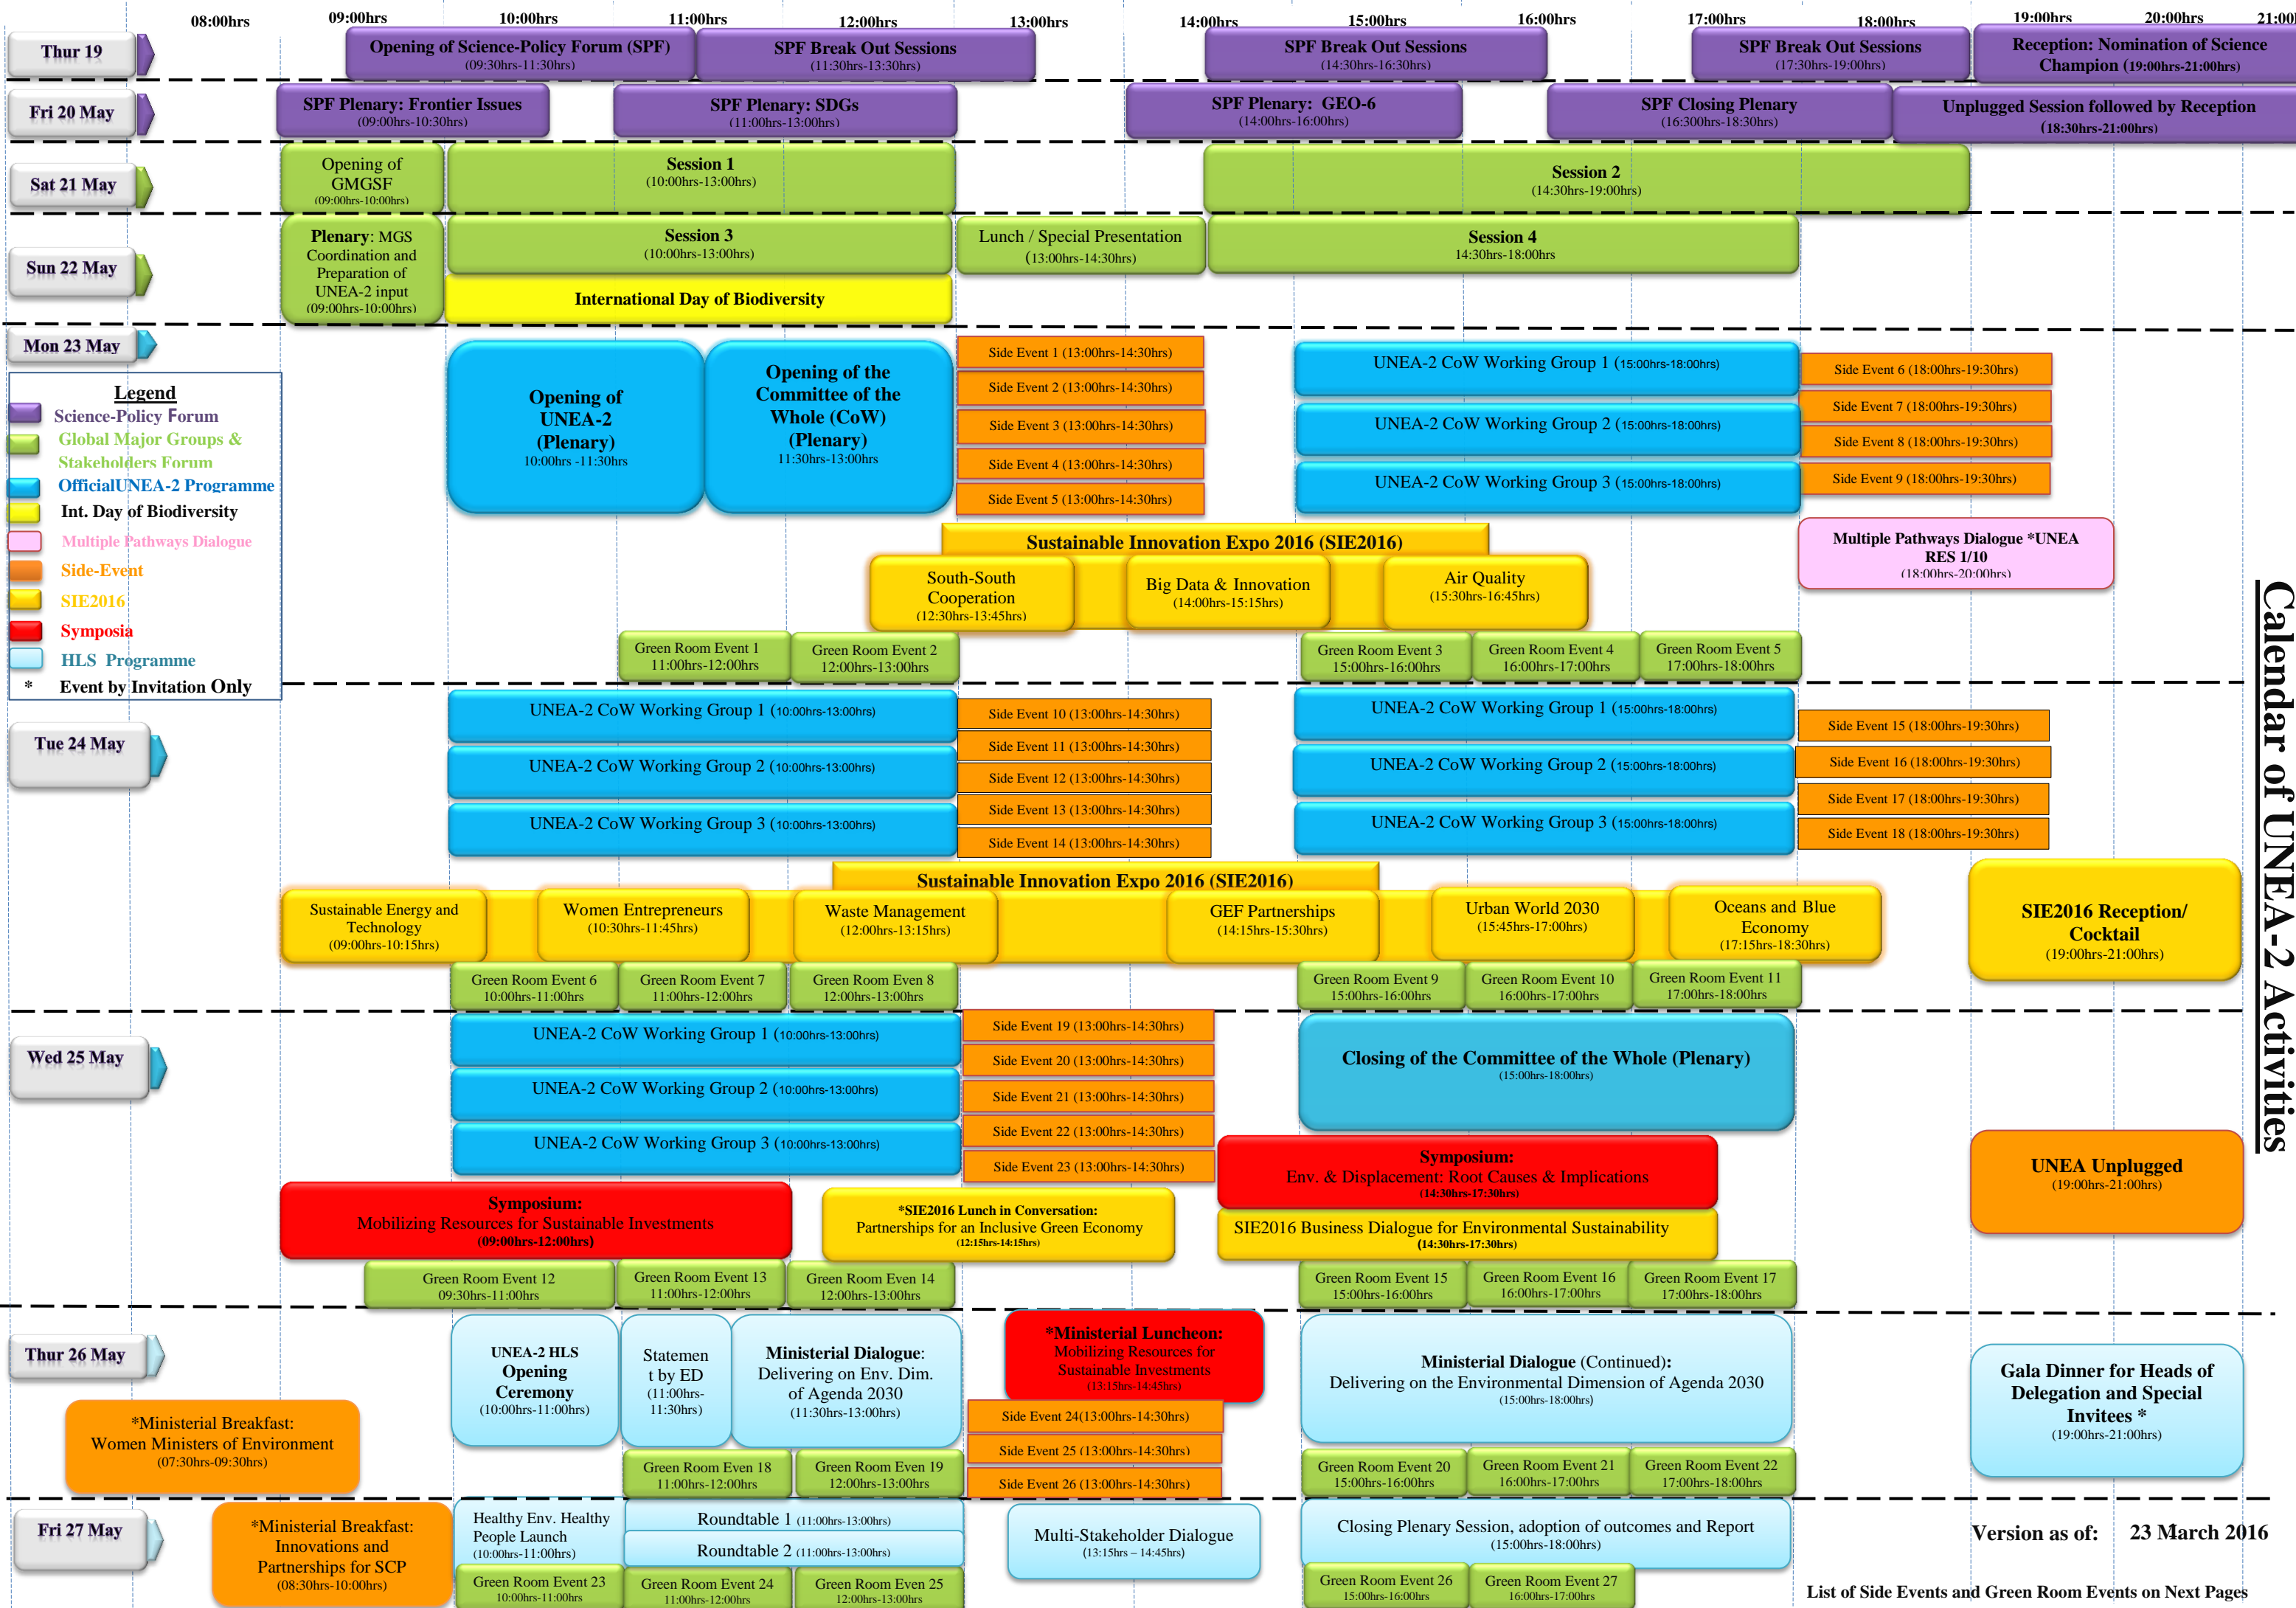 08:00hrs 09:00hrs 10:00hrs 11:00hrs 12:00hrs 13:00hrs 14:00hrs 15:00hrs 16:00hrs 17:00hrs 18:00hrs 19:00hrs 20:00hrs 21:00
Calendar of UNEA-2 Activities
Thur 19
Opening of Science-Policy Forum (SPF)
(09:30hrs-11:30hrs)
SPF Break Out Sessions
(11:30hrs-13:30hrs)
SPF Break Out Sessions
(14:30hrs-16:30hrs)
SPF Break Out Sessions
(17:30hrs-19:00hrs)
Reception: Nomination of Science
Champion (19:00hrs-21:00hrs)
Fri 20 May
SPF Plenary: Frontier Issues
(09:00hrs-10:30hrs)
SPF Plenary: SDGs
(11:00hrs-13:00hrs)
SPF Plenary: GEO-6
(14:00hrs-16:00hrs)
SPF Closing Plenary
(16:300hrs-18:30hrs)
Unplugged Session followed by Reception
(18:30hrs-21:00hrs)
Sat 21 May
Opening of
GMGSF
(09:00hrs-10:00hrs)
Session 1
(10:00hrs-13:00hrs)
Session 2
(14:30hrs-19:00hrs)
Sun 22 May
Plenary: MGS
Coordination and
Preparation of
UNEA-2 input
(09:00hrs-10:00hrs)
Session 3
(10:00hrs-13:00hrs)
International Day of Biodiversity
Lunch / Special Presentation
(13:00hrs-14:30hrs)
Session 4
14:30hrs-18:00hrs
Mon 23 May
Legend
Science-Policy Forum
Global Major Groups &
Stakeholders Forum
OfficialUNEA-2 Programme
Int. Day of Biodiversity
Multiple Pathways Dialogue
Side-Event
SIE2016
Symposia
HLS Programme
* Event by Invitation Only
Opening of
UNEA-2
(Plenary)
10:00hrs -11:30hrs
Opening of the
Committee of the
Whole (CoW)
(Plenary)
11:30hrs-13:00hrs
Side Event 1 (13:00hrs-14:30hrs)
Side Event 2 (13:00hrs-14:30hrs)
Side Event 3 (13:00hrs-14:30hrs)
Side Event 4 (13:00hrs-14:30hrs)
Side Event 5 (13:00hrs-14:30hrs)
UNEA-2 CoW Working Group 1 (15:00hrs-18:00hrs)
UNEA-2 CoW Working Group 2 (15:00hrs-18:00hrs)
UNEA-2 CoW Working Group 3 (15:00hrs-18:00hrs)
Side Event 6 (18:00hrs-19:30hrs)
Side Event 7 (18:00hrs-19:30hrs)
Side Event 8 (18:00hrs-19:30hrs)
Side Event 9 (18:00hrs-19:30hrs)
Multiple Pathways Dialogue *UNEA
RES 1/10
(18:00hrs-20:00hrs)
Sustainable Innovation Expo 2016 (SIE2016)
South-South
Cooperation
(12:30hrs-13:45hrs)
Big Data & Innovation
(14:00hrs-15:15hrs)
Air Quality
(15:30hrs-16:45hrs)
Green Room Event 1
11:00hrs-12:00hrs
Green Room Event 2
12:00hrs-13:00hrs
Green Room Event 3
15:00hrs-16:00hrs
Green Room Event 4
16:00hrs-17:00hrs
Green Room Event 5
17:00hrs-18:00hrs
Tue 24 May
UNEA-2 CoW Working Group 1 (10:00hrs-13:00hrs)
UNEA-2 CoW Working Group 2 (10:00hrs-13:00hrs)
UNEA-2 CoW Working Group 3 (10:00hrs-13:00hrs)
Side Event 10 (13:00hrs-14:30hrs)
Side Event 11 (13:00hrs-14:30hrs)
Side Event 12 (13:00hrs-14:30hrs)
Side Event 13 (13:00hrs-14:30hrs)
Side Event 14 (13:00hrs-14:30hrs)
UNEA-2 CoW Working Group 1 (15:00hrs-18:00hrs)
UNEA-2 CoW Working Group 2 (15:00hrs-18:00hrs)
UNEA-2 CoW Working Group 3 (15:00hrs-18:00hrs)
Side Event 15 (18:00hrs-19:30hrs)
Side Event 16 (18:00hrs-19:30hrs)
Side Event 17 (18:00hrs-19:30hrs)
Side Event 18 (18:00hrs-19:30hrs)
Sustainable Innovation Expo 2016 (SIE2016)
Sustainable Energy and
Technology
(09:00hrs-10:15hrs)
Women Entrepreneurs
(10:30hrs-11:45hrs)
Waste Management
(12:00hrs-13:15hrs)
GEF Partnerships
(14:15hrs-15:30hrs)
Urban World 2030
(15:45hrs-17:00hrs)
Oceans and Blue
Economy
(17:15hrs-18:30hrs)
SIE2016 Reception/
Cocktail
(19:00hrs-21:00hrs)
Green Room Event 6
10:00hrs-11:00hrs
Green Room Event 7
11:00hrs-12:00hrs
Green Room Even 8
12:00hrs-13:00hrs
Green Room Event 9
15:00hrs-16:00hrs
Green Room Event 10
16:00hrs-17:00hrs
Green Room Event 11
17:00hrs-18:00hrs
Wed 25 May
UNEA-2 CoW Working Group 1 (10:00hrs-13:00hrs)
UNEA-2 CoW Working Group 2 (10:00hrs-13:00hrs)
UNEA-2 CoW Working Group 3 (10:00hrs-13:00hrs)
Side Event 19 (13:00hrs-14:30hrs)
Side Event 20 (13:00hrs-14:30hrs)
Side Event 21 (13:00hrs-14:30hrs)
Side Event 22 (13:00hrs-14:30hrs)
Side Event 23 (13:00hrs-14:30hrs)
Closing of the Committee of the Whole (Plenary)
(15:00hrs-18:00hrs)
Symposium:
Env. & Displacement: Root Causes & Implications
(14:30hrs-17:30hrs)
UNEA Unplugged
(19:00hrs-21:00hrs)
Symposium:
Mobilizing Resources for Sustainable Investments
(09:00hrs-12:00hrs)
*SIE2016 Lunch in Conversation:
Partnerships for an Inclusive Green Economy
(12:15hrs-14:15hrs)
SIE2016 Business Dialogue for Environmental Sustainability
(14:30hrs-17:30hrs)
Green Room Event 12
09:30hrs-11:00hrs
Green Room Event 13
11:00hrs-12:00hrs
Green Room Even 14
12:00hrs-13:00hrs
Green Room Event 15
15:00hrs-16:00hrs
Green Room Event 16
16:00hrs-17:00hrs
Green Room Event 17
17:00hrs-18:00hrs
Thur 26 May
*Ministerial Breakfast:
Women Ministers of Environment
(07:30hrs-09:30hrs)
UNEA-2 HLS
Opening
Ceremony
(10:00hrs-11:00hrs)
Statemen
t by ED
(11:00hrs-
11:30hrs)
Ministerial Dialogue:
Delivering on Env. Dim.
of Agenda 2030
(11:30hrs-13:00hrs)
*Ministerial Luncheon:
Mobilizing Resources for
Sustainable Investments
(13:15hrs-14:45hrs)
Side Event 24(13:00hrs-14:30hrs)
Side Event 25 (13:00hrs-14:30hrs)
Side Event 26 (13:00hrs-14:30hrs)
Ministerial Dialogue (Continued):
Delivering on the Environmental Dimension of Agenda 2030
(15:00hrs-18:00hrs)
Gala Dinner for Heads of
Delegation and Special
Invitees *
(19:00hrs-21:00hrs)
Green Room Even 18
11:00hrs-12:00hrs
Green Room Event 19
12:00hrs-13:00hrs
Green Room Event 20
15:00hrs-16:00hrs
Green Room Event 21
16:00hrs-17:00hrs
Green Room Event 22
17:00hrs-18:00hrs
Fri 27 May
*Ministerial Breakfast:
Innovations and
Partnerships for SCP
(08:30hrs-10:00hrs)
Healthy Env. Healthy
People Launch
(10:00hrs-11:00hrs)
Roundtable 1 (11:00hrs-13:00hrs)
Roundtable 2 (11:00hrs-13:00hrs)
Multi-Stakeholder Dialogue
(13:15hrs – 14:45hrs)
Closing Plenary Session, adoption of outcomes and Report
(15:00hrs-18:00hrs)
Green Room Event 23
10:00hrs-11:00hrs
Green Room Event 24
11:00hrs-12:00hrs
Green Room Event 25
12:00hrs-13:00hrs
Green Room Event 26
15:00hrs-16:00hrs
Green Room Event 27
16:00hrs-17:00hrs
Version as of: 23 March 2016
List of Side Events and Green Room Events on Next Pages